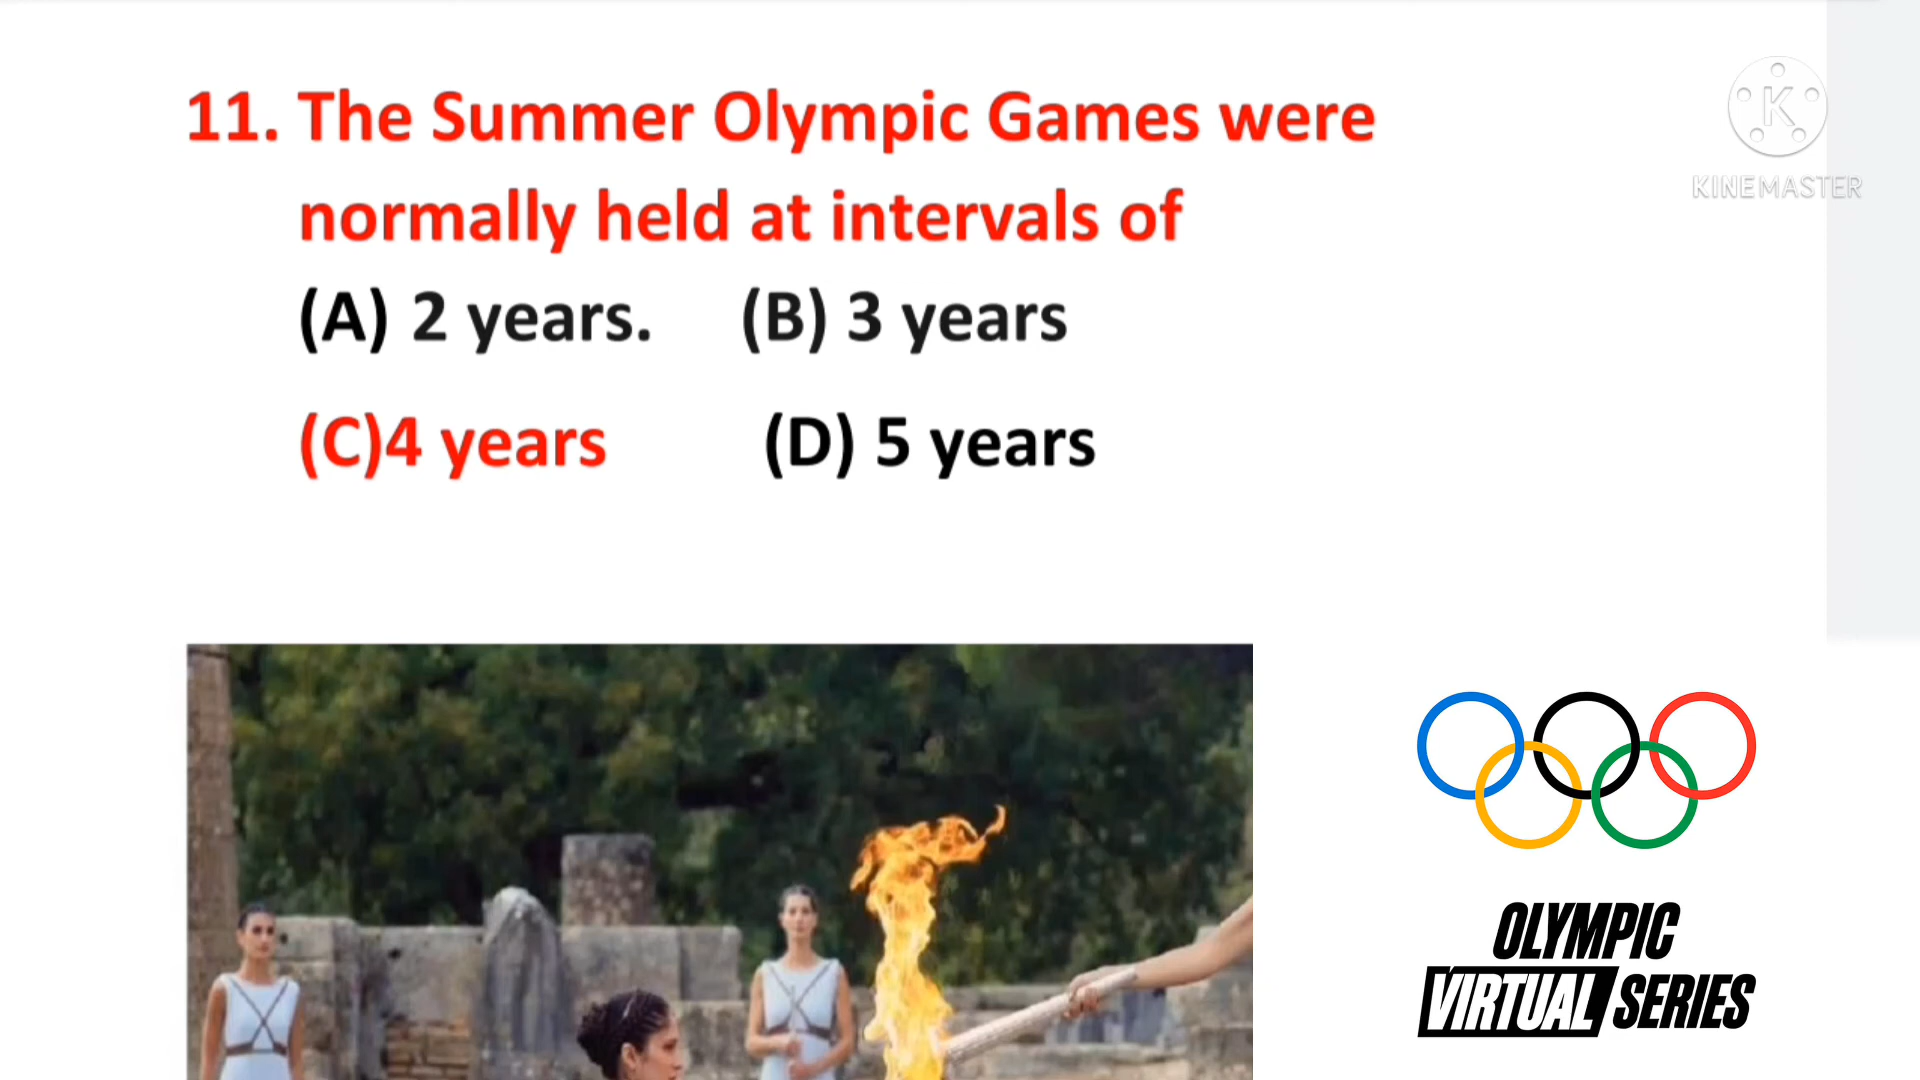 11. The Summer Olympic Games were
normally held at intervals of
(A) 2 years. (B) 3 years
(C)4 years (D) 5 years
K
KINEMASTER
OLYMPIC
VIRTUAL SERIES